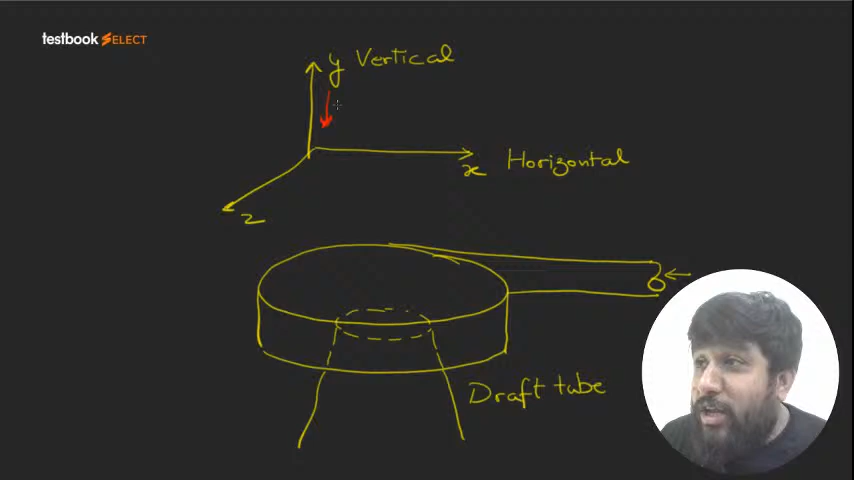 testbook SELECT
y Vertical
x Horizontal
z
Draft tube